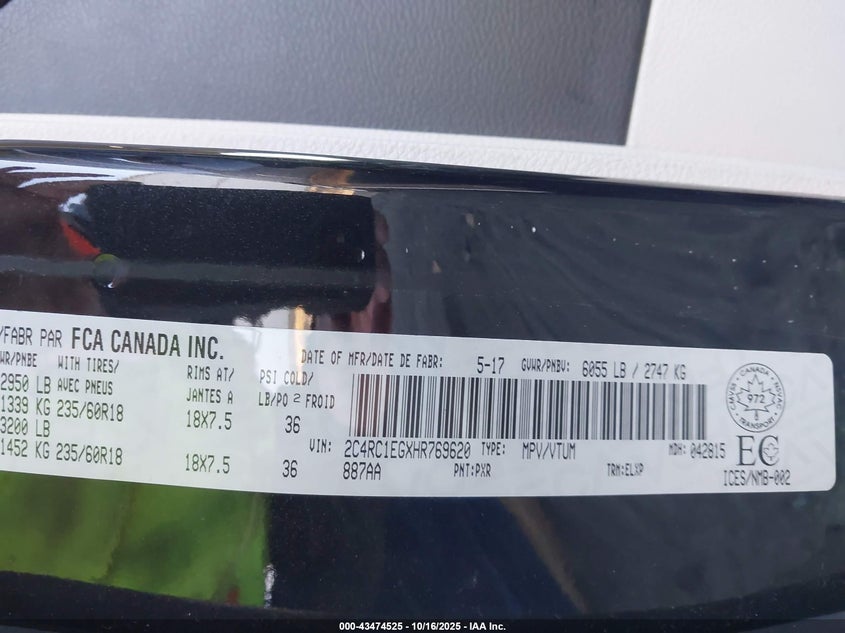 /FABR PAR FCA CANADA INC.
DATE OF MFR/DATE DE FABR: 5-17 GVWR/PNBV: 6055 LB / 2747 KG
WR/PNBE WITH TIRES/ RIMS AT/ PSI COLD/
2950 LB AVEC PNEUS JANTES A LB/PO 2 FROID
1339 KG 235/60R18 18X7.5 36
3200 LB
1452 KG 235/60R18 18X7.5 36
VIN: 2C4RC1EGXHR769620 TYPE: MPV/VTUM MDH: 042815
887AA PNT:PXR TRM:ELXP
CMVSS - CANADA - NSVAC
972
TRANSPORT
EC
ICES/NMB-002
000-43474525 - 10/16/2025 - IAA Inc.